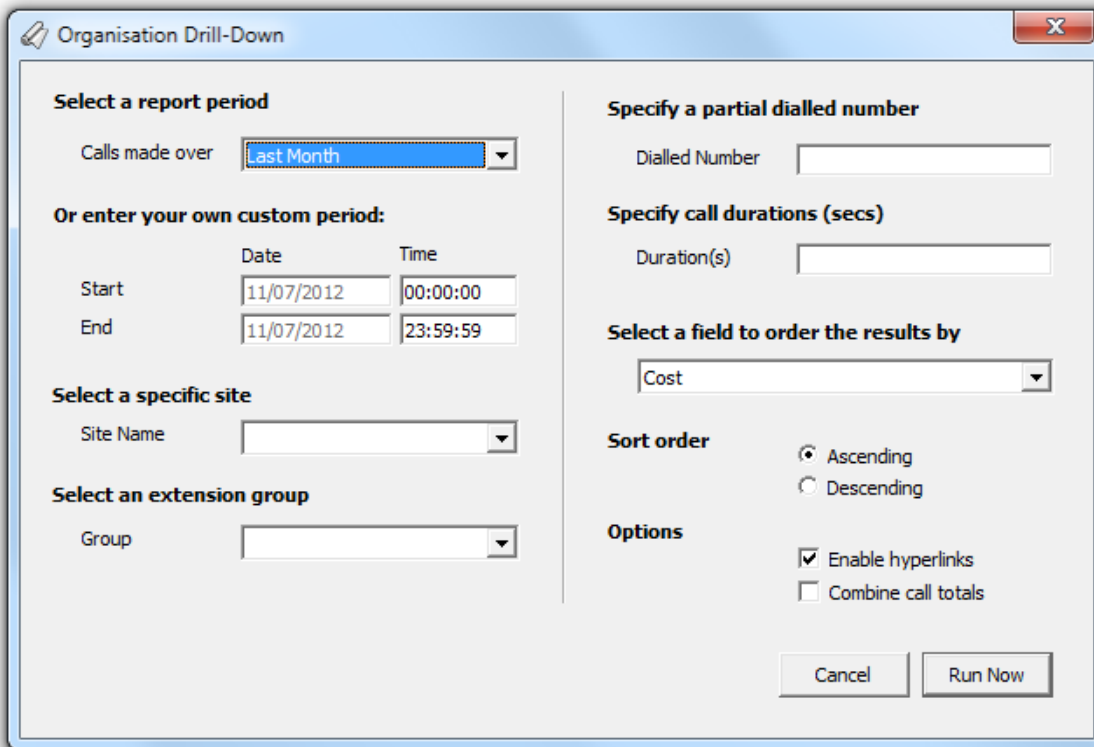 Organisation Drill-Down
Select a report period
Calls made over Last Month
Or enter your own custom period:
Date Time
Start 11/07/2012 00:00:00
End 11/07/2012 23:59:59
Select a specific site
Site Name
Select an extension group
Group
Specify a partial dialled number
Dialled Number
Specify call durations (secs)
Duration(s)
Select a field to order the results by
Cost
Sort order
Ascending
Descending
Options
Enable hyperlinks
Combine call totals
Cancel Run Now